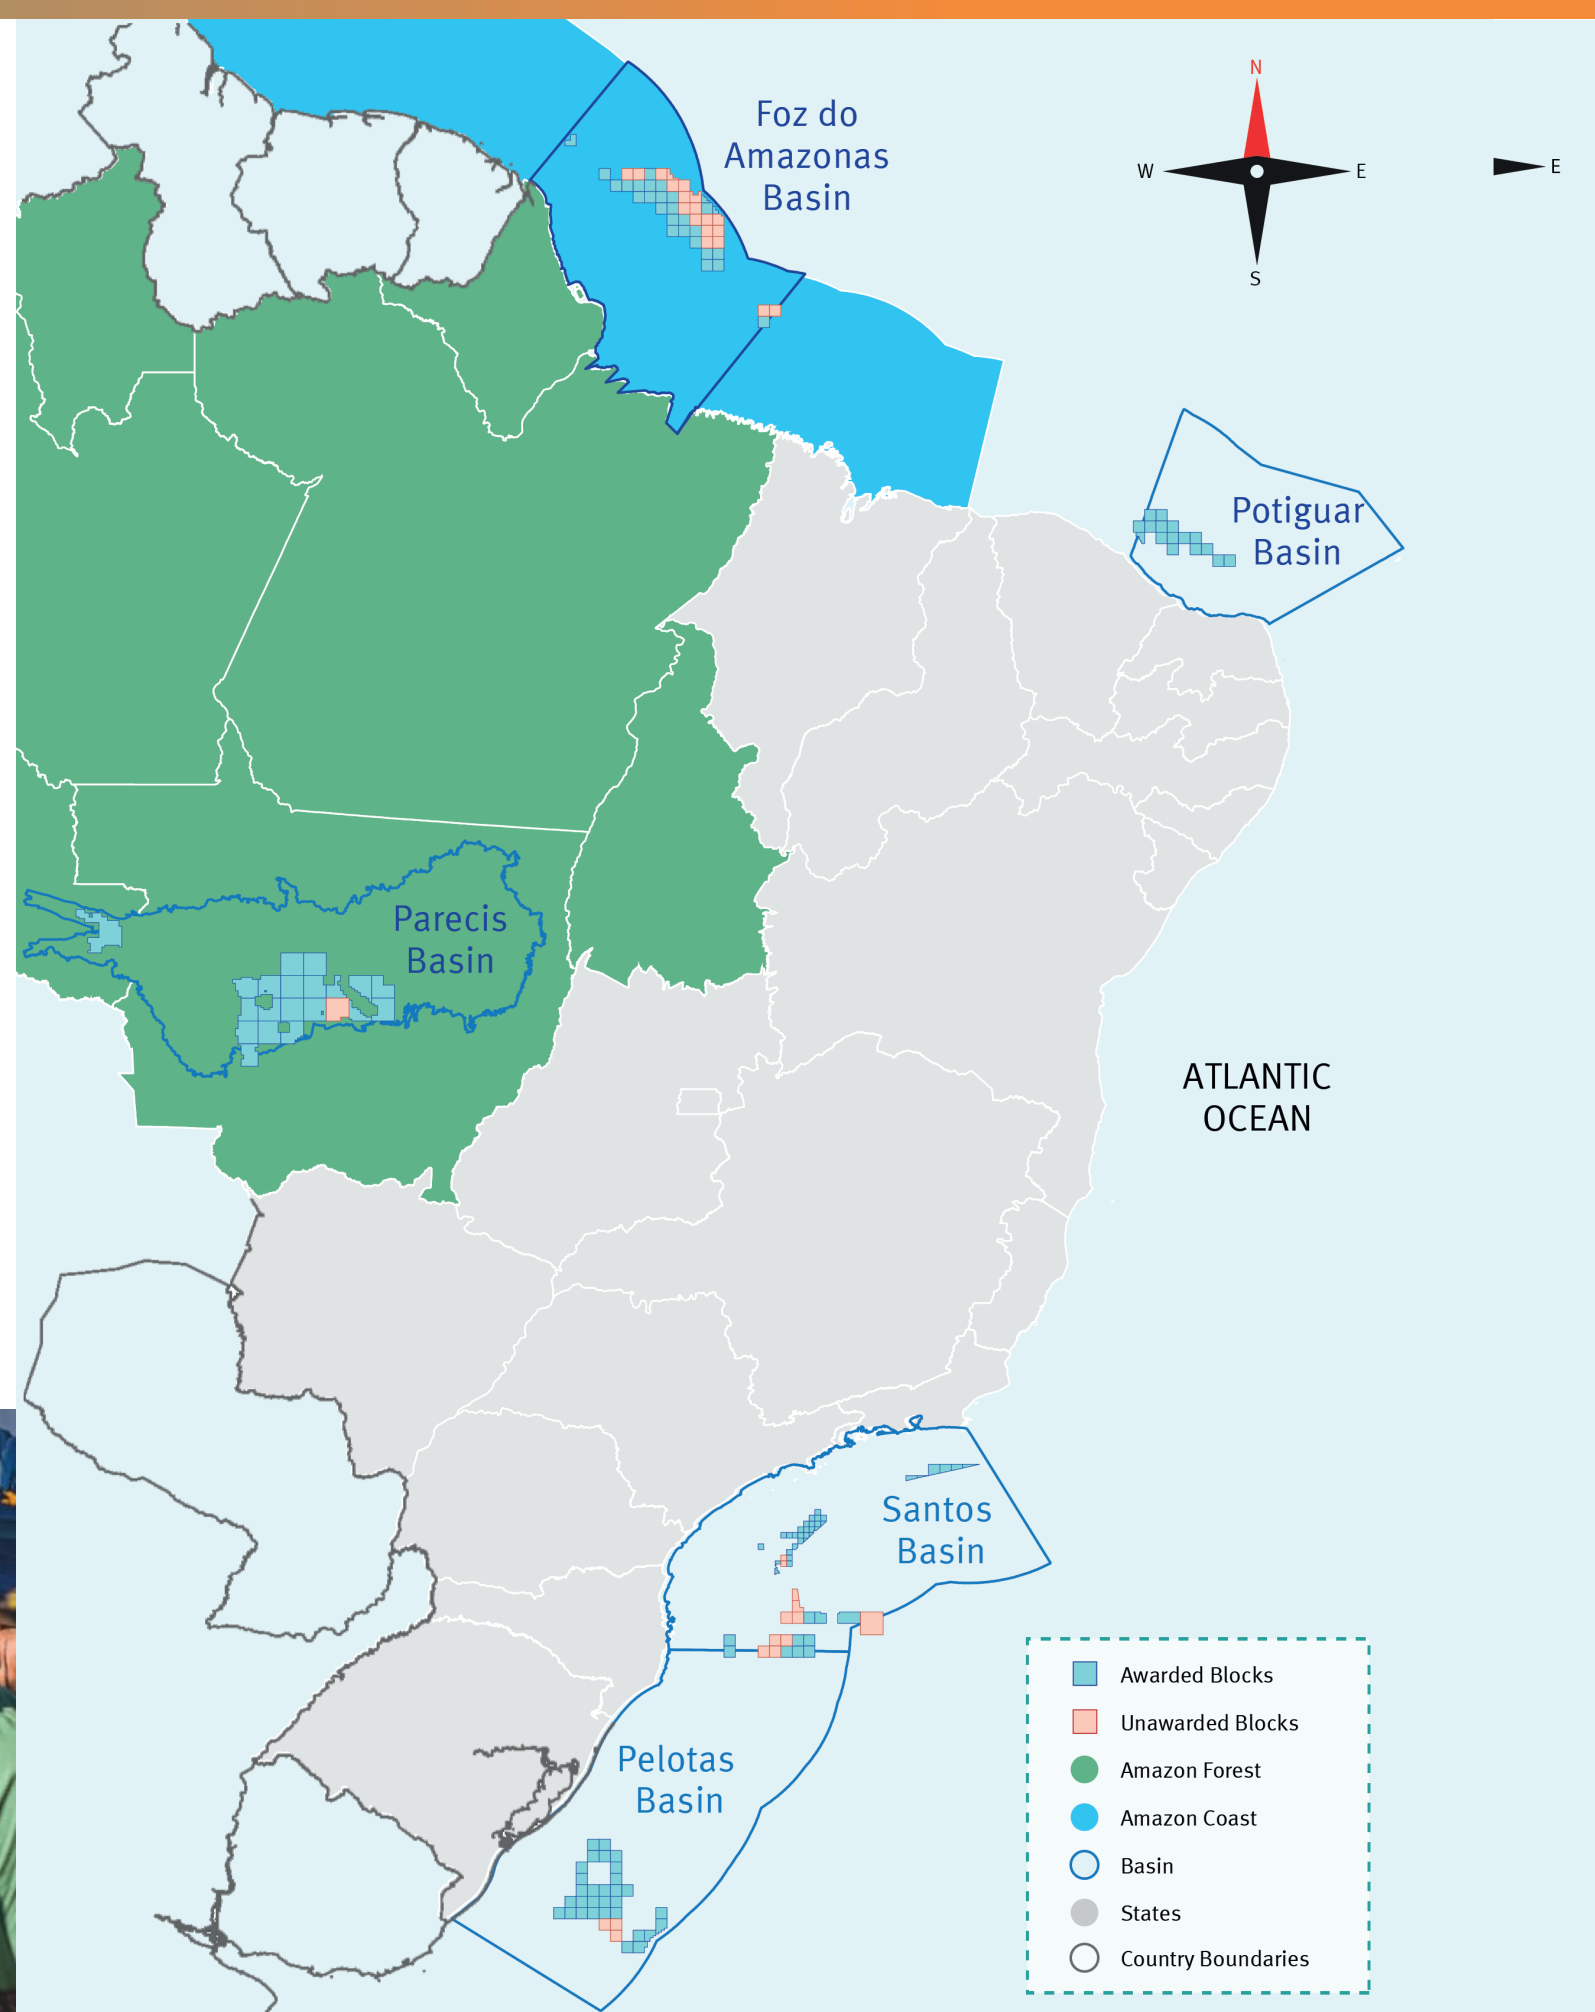 N
W
E
S
E
Foz do
Amazonas
Basin
Potiguar
Basin
Parecis
Basin
ATLANTIC
OCEAN
Santos
Basin
Pelotas
Basin
Awarded Blocks
Unawarded Blocks
Amazon Forest
Amazon Coast
Basin
States
Country Boundaries